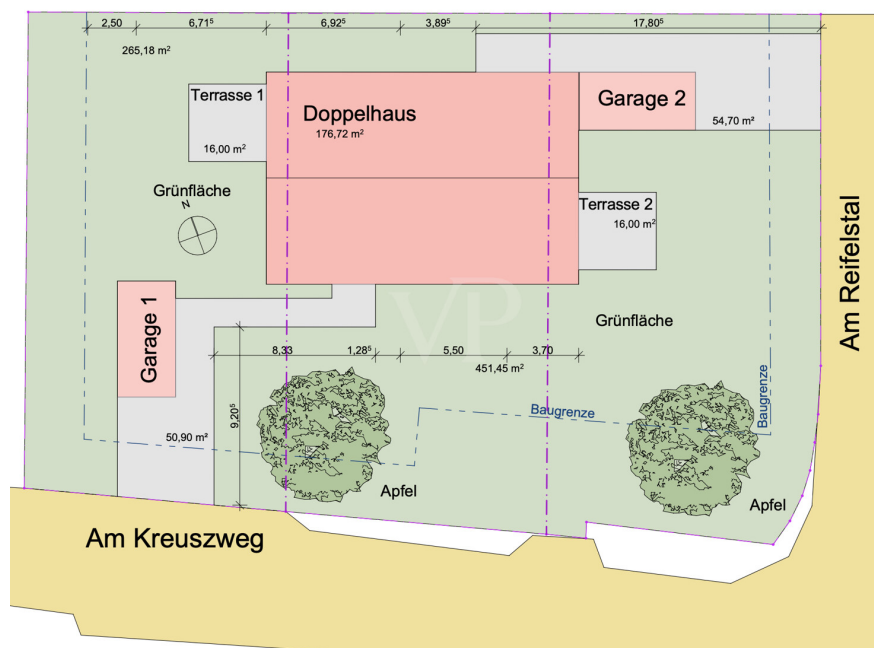 2,50 6,71⁵ 6,92⁵ 3,89⁵ 17,80⁵
265,18 m²
Terrasse 1
Doppelhaus
Garage 2
176,72 m²
54,70 m²
16,00 m²
Grünfläche
N
Terrasse 2
16,00 m²
Am Reifelstal
VP
Garage 1
Grünfläche
8,33 1,28⁵ 5,50 3,70
451,45 m²
9,20⁵
Baugrenze
Baugrenze
50,90 m²
Apfel
Apfel
Am Kreuszweg